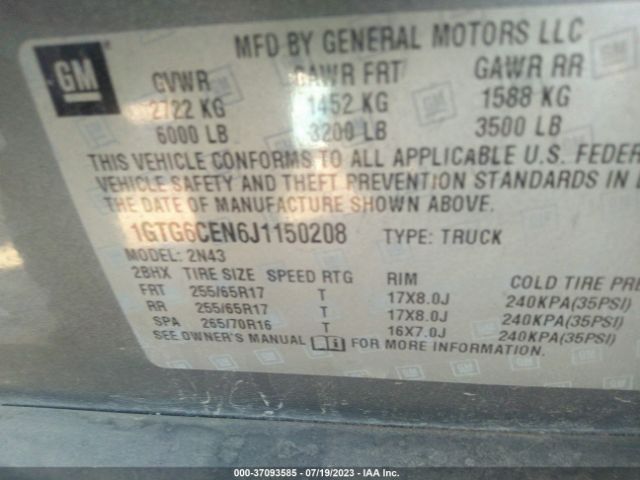 MFD BY GENERAL MOTORS LLC
GM
GVWR GAWR FRT GAWR RR
2722 KG 1452 KG 1588 KG
6000 LB 3200 LB 3500 LB
THIS VEHICLE CONFORMS TO ALL APPLICABLE U.S. FEDER
VEHICLE SAFETY AND THEFT PREVENTION STANDARDS IN
THE DATE OF MANUFACTURE SHOWN ABOVE.
1GTG6CEN6J1150208 TYPE: TRUCK
MODEL: 2N43
2BHX TIRE SIZE SPEED RTG RIM COLD TIRE PRE
FRT 255/65R17 T 17X8.0J 240KPA(35PSI)
RR 255/65R17 T 17X8.0J 240KPA(35PSI)
SPA 265/70R16 T 16X7.0J 240KPA(35PSI)
SEE OWNER'S MANUAL FOR MORE INFORMATION.
000-37093585 - 07/19/2023 - IAA Inc.